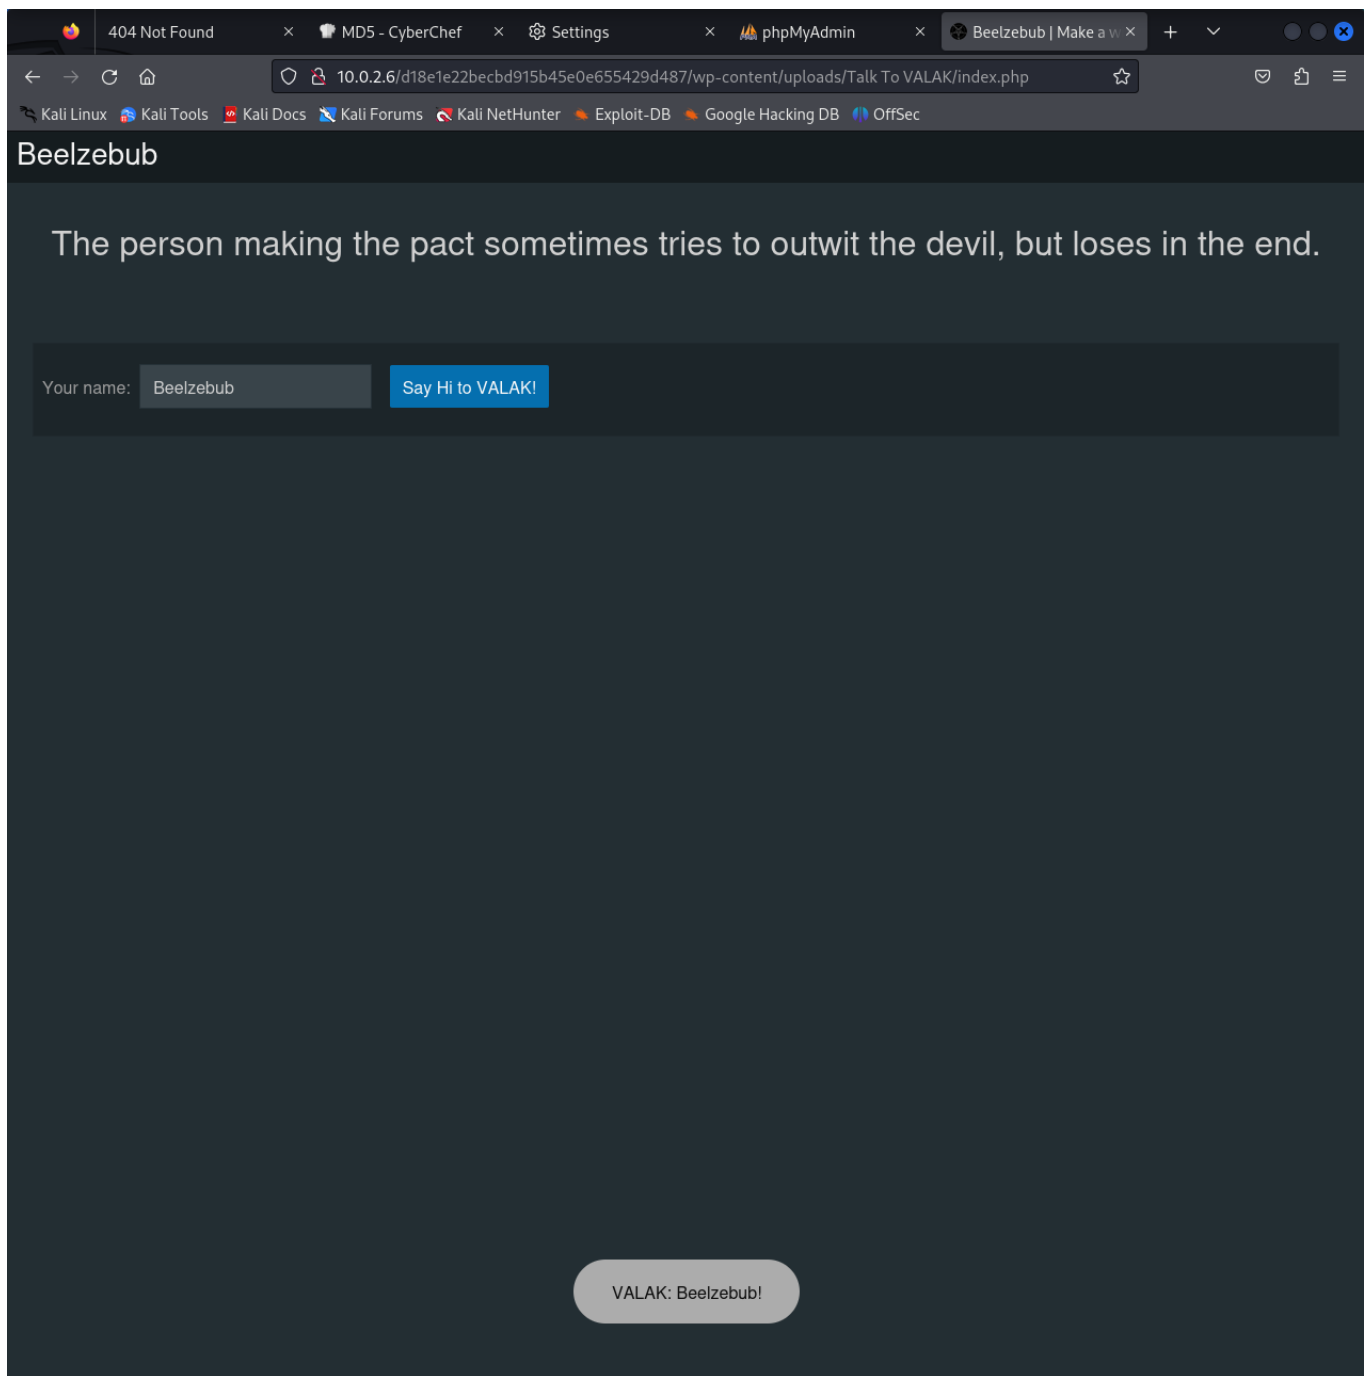 404 Not Found
MD5 - CyberChef
Settings
phpMyAdmin
Beelzebub | Make a w
10.0.2.6/d18e1e22becbd915b45e0e655429d487/wp-content/uploads/Talk To VALAK/index.php
Kali Linux Kali Tools Kali Docs Kali Forums Kali NetHunter Exploit-DB Google Hacking DB OffSec
Beelzebub
The person making the pact sometimes tries to outwit the devil, but loses in the end.
Your name: Beelzebub Say Hi to VALAK!
VALAK: Beelzebub!